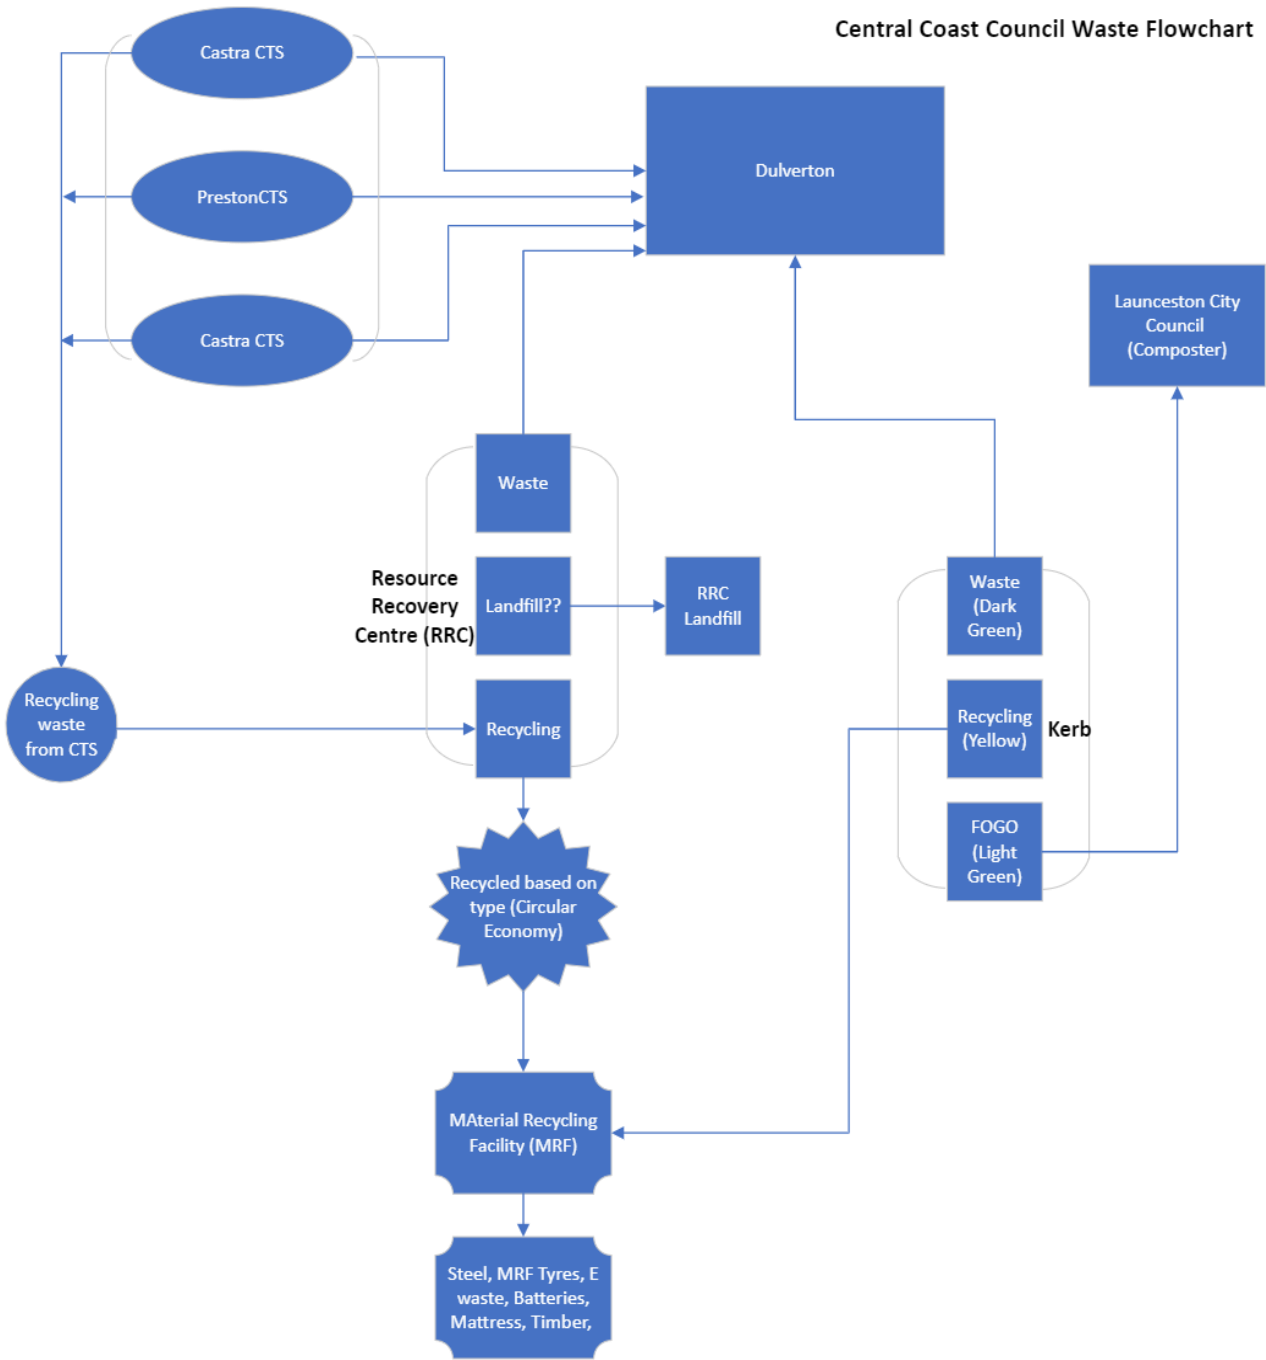 Central Coast Council Waste Flowchart
Castra CTS
PrestonCTS
Castra CTS
Dulverton
Launceston City
Council
(Composter)
Waste
Resource
Recovery
Centre (RRC)
Landfill??
RRC
Landfill
Recycling
Recycling
waste
from CTS
Waste
(Dark
Green)
Recycling
(Yellow)
Kerb
FOGO
(Light
Green)
Recycled based on
type (Circular
Economy)
MAterial Recycling
Facility (MRF)
Steel, MRF Tyres, E
waste, Batteries,
Mattress, Timber,